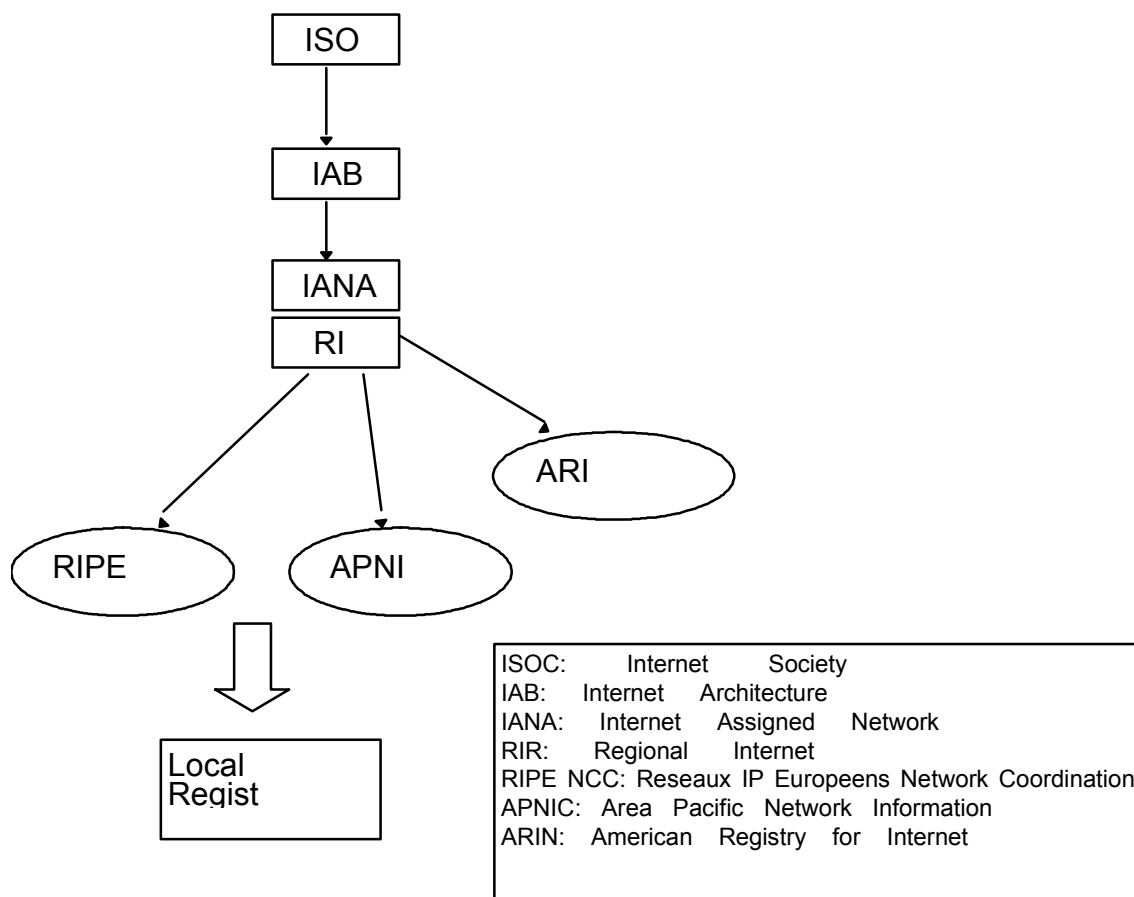 ISO
IAB
IANA
RI
ARI
RIPE
APNI
Local
Regist
ISOC: Internet Society
IAB: Internet Architecture
IANA: Internet Assigned Network
RIR: Regional Internet
RIPE NCC: Reseaux IP Europeens Network Coordination
APNIC: Area Pacific Network Information
ARIN: American Registry for Internet